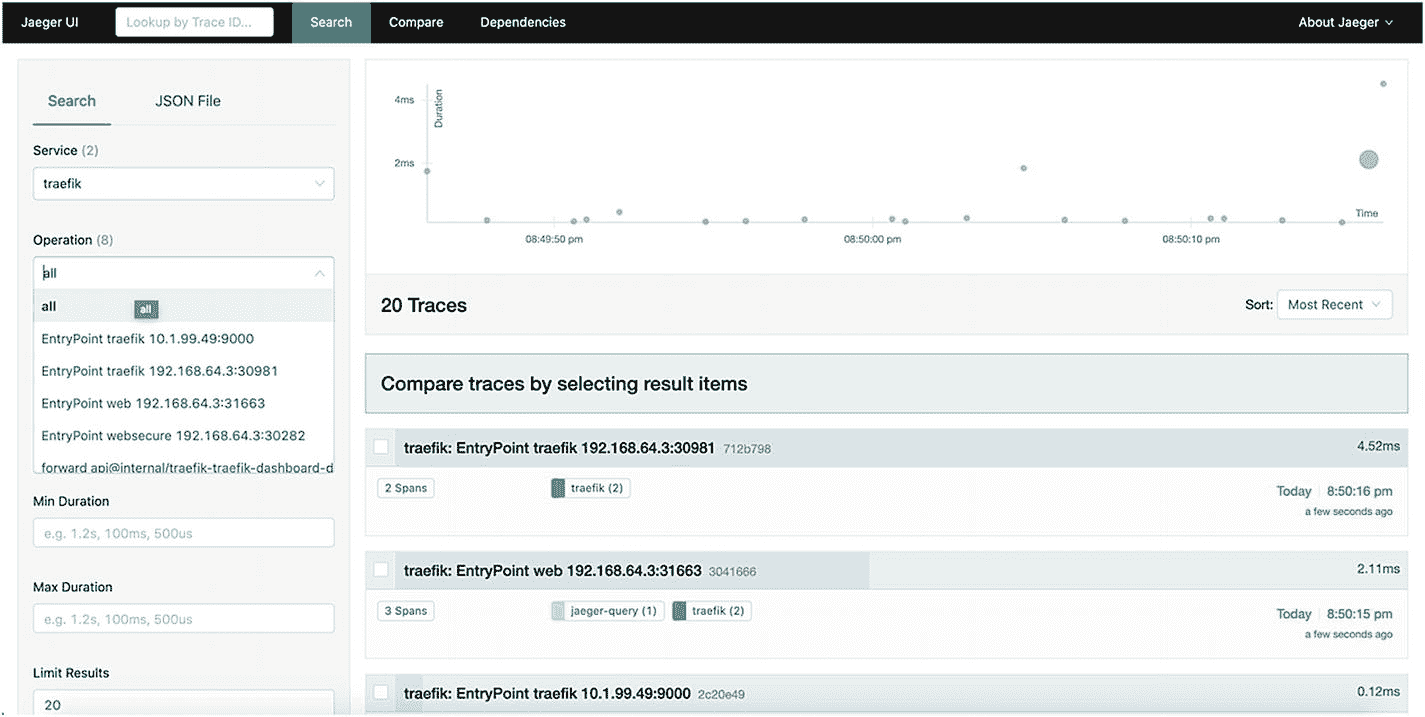 Jaeger UI
Lookup by Trace ID...
Search
Compare
Dependencies
About Jaeger
Search
JSON File
Service (2)
traefik
Operation (8)
all
all
all
EntryPoint traefik 10.1.99.49:9000
EntryPoint traefik 192.168.64.3:30981
EntryPoint web 192.168.64.3:31663
EntryPoint websecure 192.168.64.3:30282
forward api@internal/traefik-traefik-dashboard-d
Min Duration
e.g. 1.2s, 100ms, 500us
Max Duration
e.g. 1.2s, 100ms, 500us
Limit Results
20
4ms
Duration
2ms
Time
08:49:50 pm
08:50:00 pm
08:50:10 pm
20 Traces
Sort:
Most Recent
Compare traces by selecting result items
traefik: EntryPoint traefik 192.168.64.3:30981 712b798
4.52ms
2 Spans
traefik (2)
Today
8:50:16 pm
a few seconds ago
traefik: EntryPoint web 192.168.64.3:31663 3041666
2.11ms
3 Spans
jaeger-query (1)
traefik (2)
Today
8:50:15 pm
a few seconds ago
traefik: EntryPoint traefik 10.1.99.49:9000 2c20e49
0.12ms